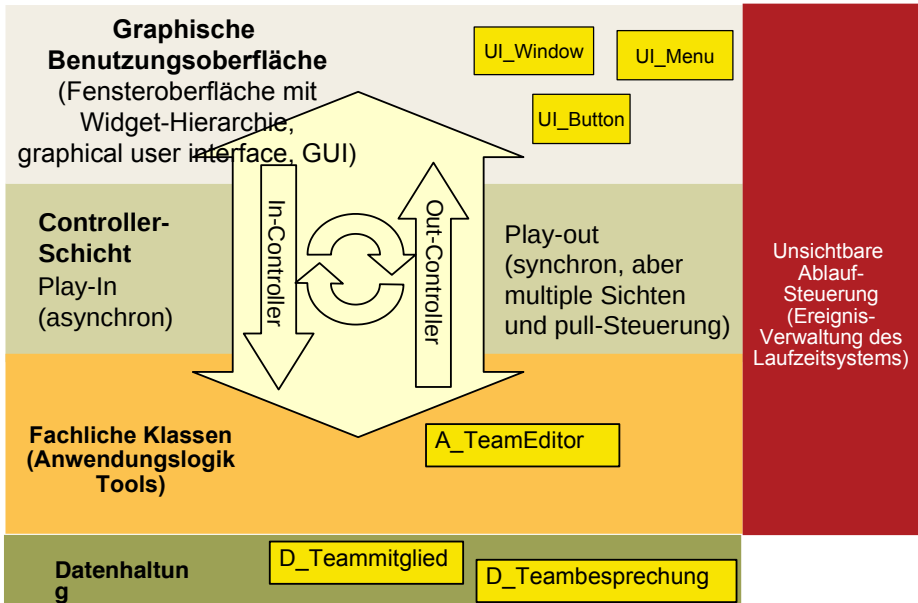 Graphische
Benutzungsoberfläche
(Fensteroberfläche mit
Widget-Hierarchie,
graphical user interface, GUI)
UI_Window
UI_Menu
UI_Button
Controller-
Schicht
Play-In
(asynchron)
In-Controller
Out-Controller
Play-out
(synchron, aber
multiple Sichten
und pull-Steuerung)
Unsichtbare
Ablauf-
Steuerung
(Ereignis-
Verwaltung des
Laufzeitsystems)
Fachliche Klassen
(Anwendungslogik
Tools)
A_TeamEditor
Datenhaltun
g
D_Teammitglied
D_Teambesprechung